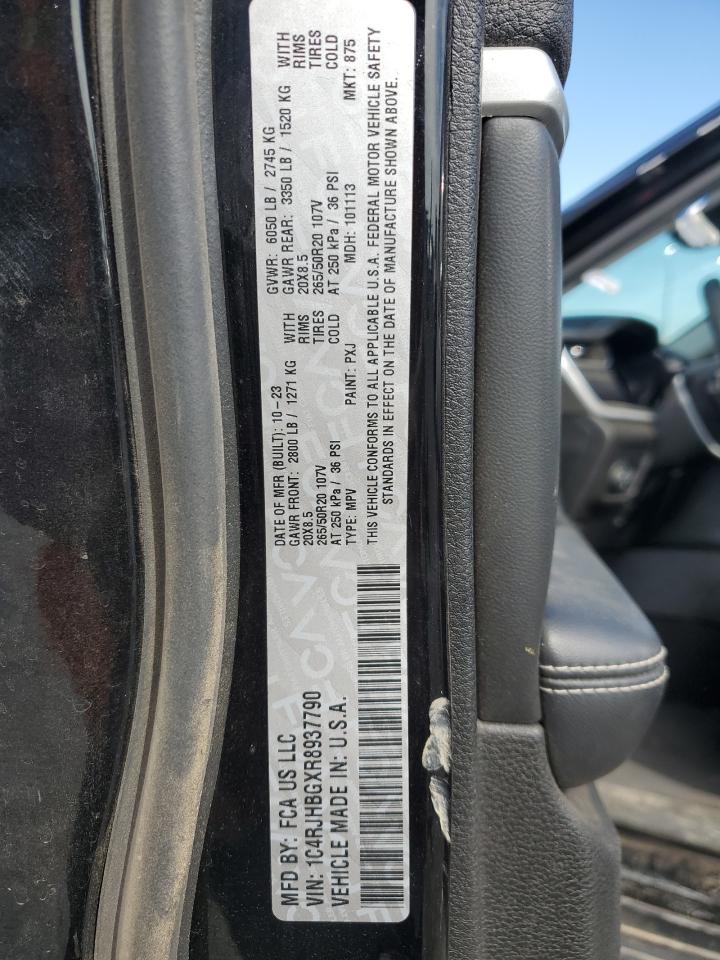 MFD BY: FCA US LLC
VIN: 1C4RJHBGXR8937790
VEHICLE MADE IN: U.S.A.
DATE OF MFR (BUILT): 10-23
GAWR FRONT: 2800 LB / 1271 KG WITH
20X8.5 RIMS
265/50R20 107V TIRES
AT 250 kPa / 36 PSI COLD
TYPE: MPV PAINT: PXJ
GVWR: 6050 LB / 2745 KG
GAWR REAR: 3350 LB / 1520 KG WITH
20X8.5 RIMS
265/50R20 107V TIRES
AT 250 kPa / 36 PSI COLD
MDH: 101113 MKT: 875
THIS VEHICLE CONFORMS TO ALL APPLICABLE U.S.A. FEDERAL MOTOR VEHICLE SAFETY
STANDARDS IN EFFECT ON THE DATE OF MANUFACTURE SHOWN ABOVE.